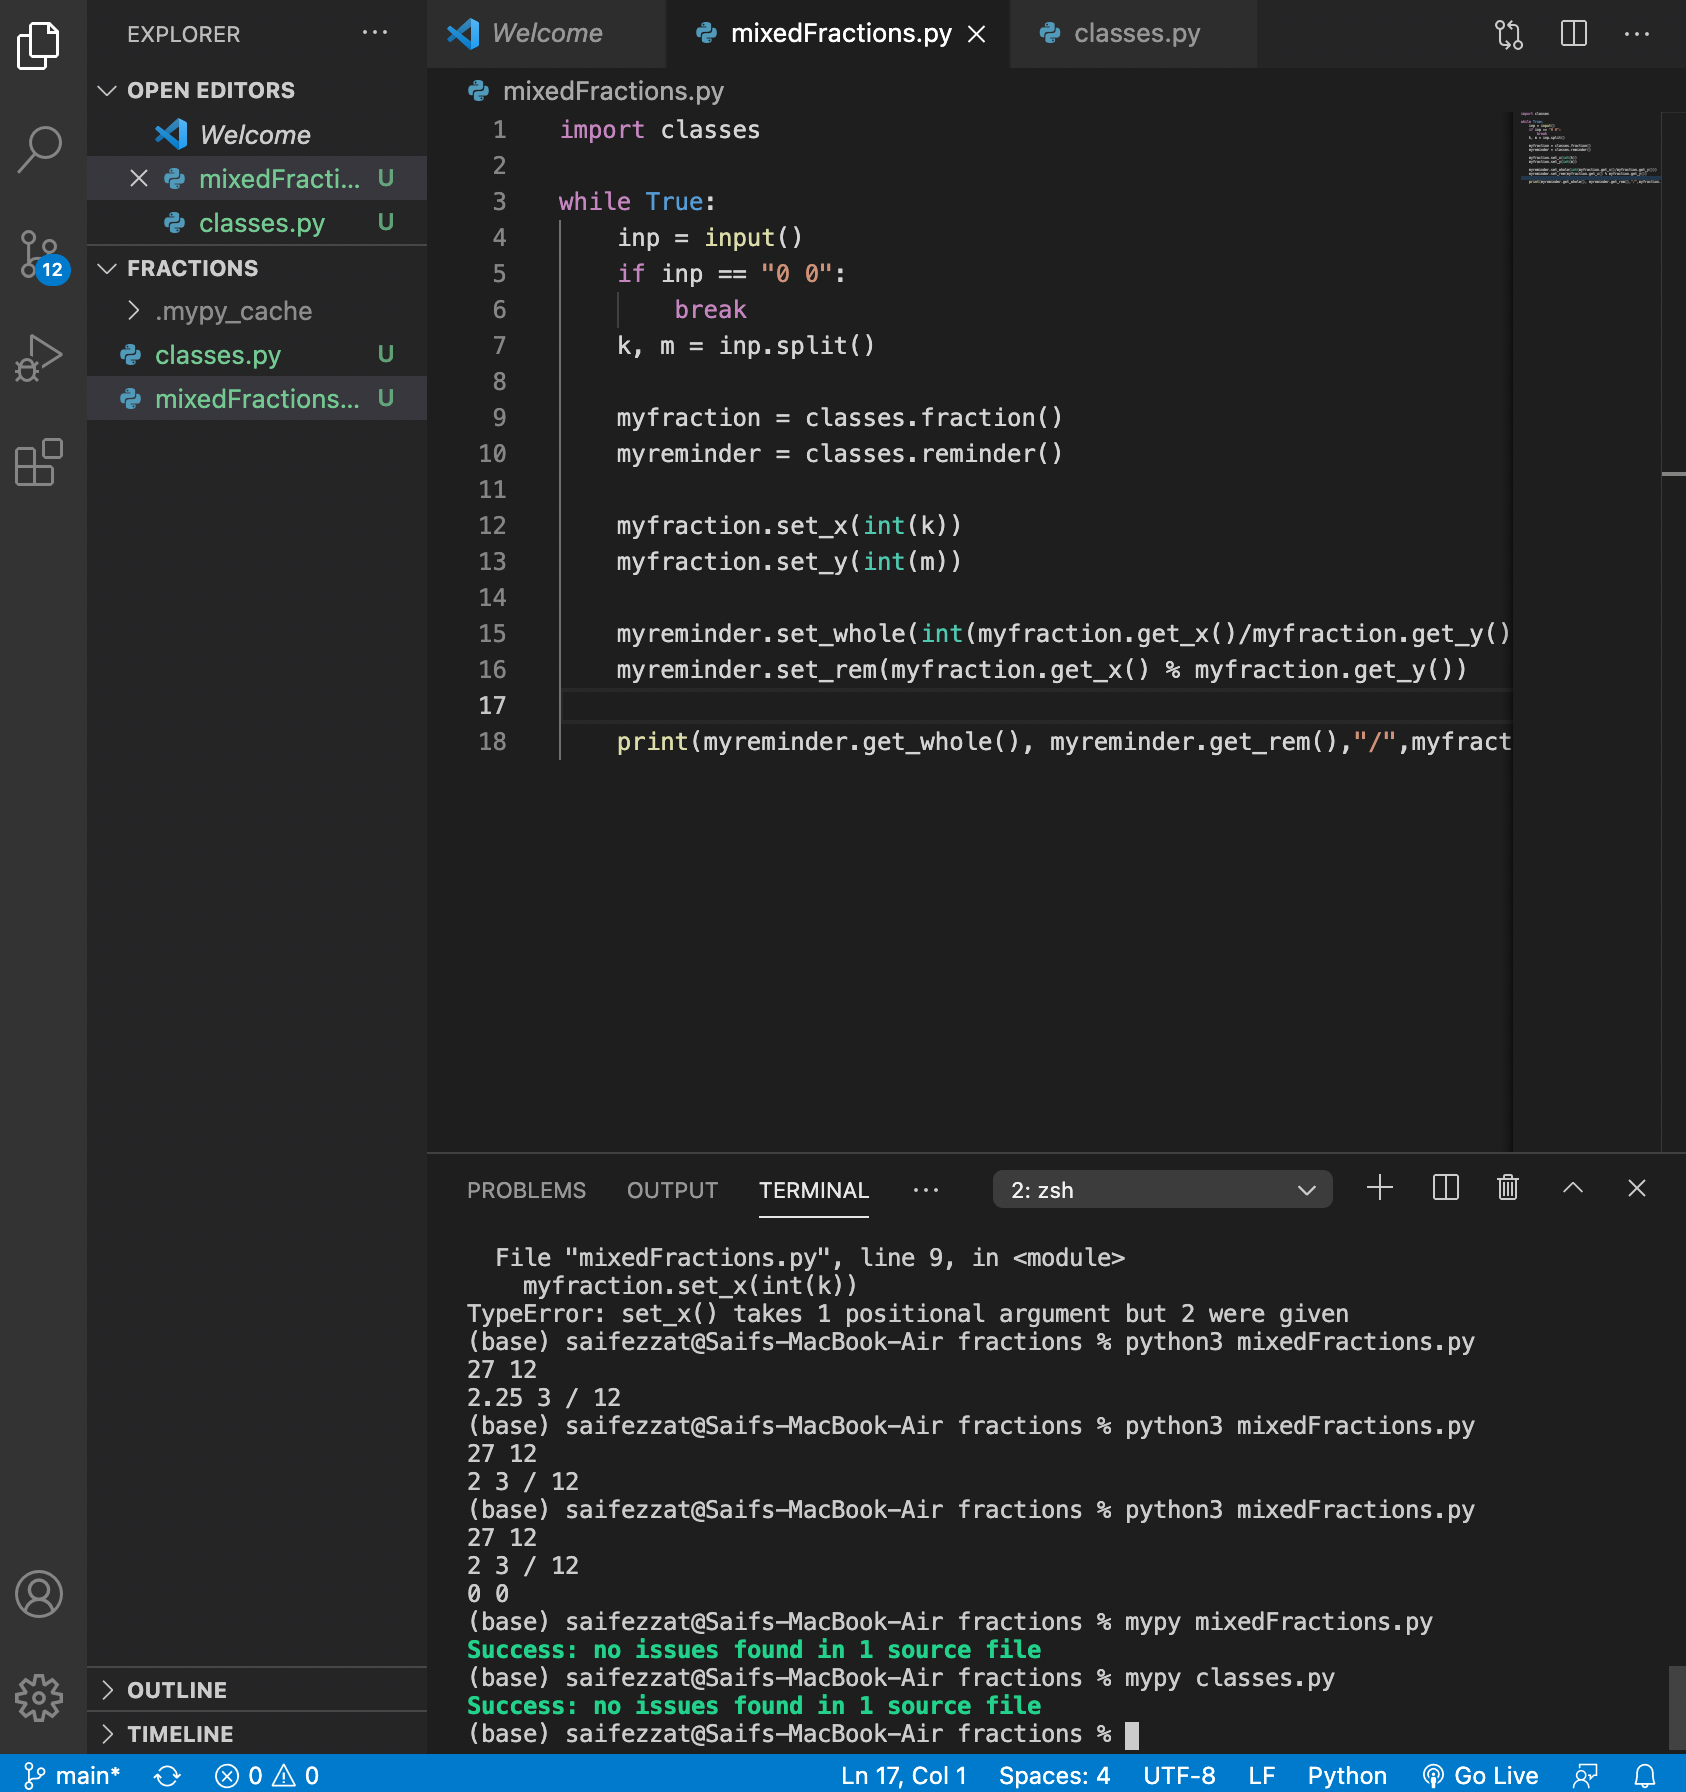 EXPLORER
OPEN EDITORS
Welcome
mixedFracti... U
classes.py U
FRACTIONS
.mypy_cache
classes.py U
mixedFractions... U
12
OUTLINE
TIMELINE
Welcome
mixedFractions.py
classes.py
mixedFractions.py
1 import classes
2
3 while True:
4 inp = input()
5 if inp == "0 0":
6 break
7 k, m = inp.split()
8
9 myfraction = classes.fraction()
10 myreminder = classes.reminder()
11
12 myfraction.set_x(int(k))
13 myfraction.set_y(int(m))
14
15 myreminder.set_whole(int(myfraction.get_x()/myfraction.get_y()
16 myreminder.set_rem(myfraction.get_x() % myfraction.get_y())
17
18 print(myreminder.get_whole(), myreminder.get_rem(),"/",myfract
PROBLEMS OUTPUT TERMINAL ... 2: zsh
File "mixedFractions.py", line 9, in <module>
myfraction.set_x(int(k))
TypeError: set_x() takes 1 positional argument but 2 were given
(base) saifezzat@Saifs-MacBook-Air fractions % python3 mixedFractions.py
27 12
2.25 3 / 12
(base) saifezzat@Saifs-MacBook-Air fractions % python3 mixedFractions.py
27 12
2 3 / 12
(base) saifezzat@Saifs-MacBook-Air fractions % python3 mixedFractions.py
27 12
2 3 / 12
0 0
(base) saifezzat@Saifs-MacBook-Air fractions % mypy mixedFractions.py
Success: no issues found in 1 source file
(base) saifezzat@Saifs-MacBook-Air fractions % mypy classes.py
Success: no issues found in 1 source file
(base) saifezzat@Saifs-MacBook-Air fractions %
main* 0 0 Ln 17, Col 1 Spaces: 4 UTF-8 LF Python Go Live